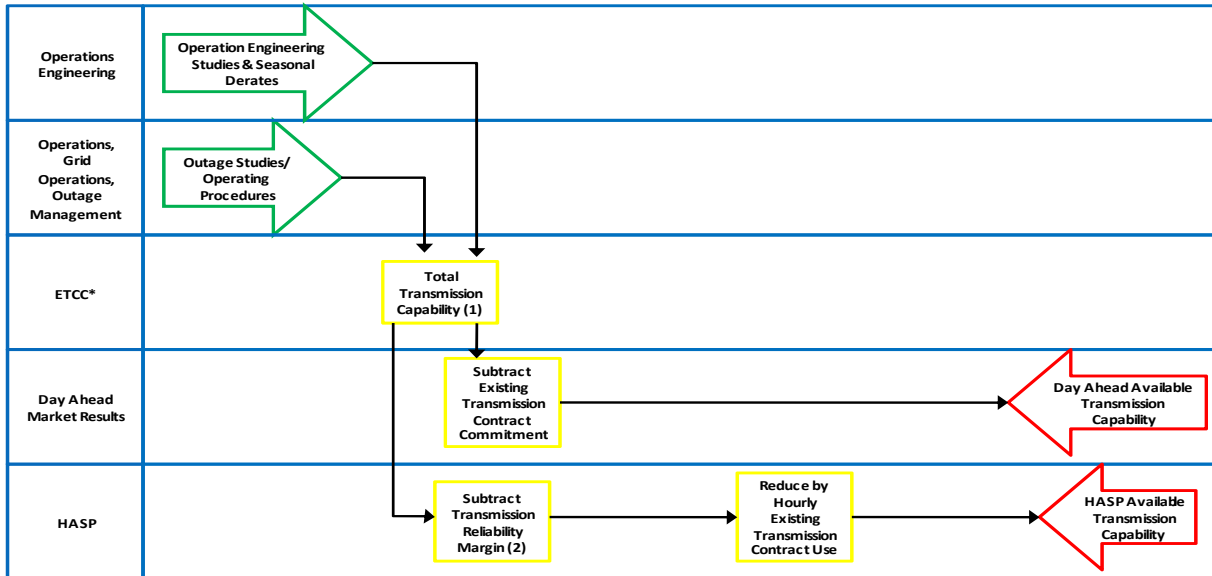 Operations
Engineering
Operation Engineering
Studies & Seasonal
Derates
Operations,
Grid
Operations,
Outage
Management
Outage Studies/
Operating
Procedures
ETCC*
Total
Transmission
Capability (1)
Day Ahead
Market Results
Subtract
Existing
Transmission
Contract
Commitment
Day Ahead Available
Transmission
Capability
HASP
Subtract
Transmission
Reliability
Margin (2)
Reduce by
Hourly
Existing
Transmission
Contract Use
HASP Available
Transmission
Capability